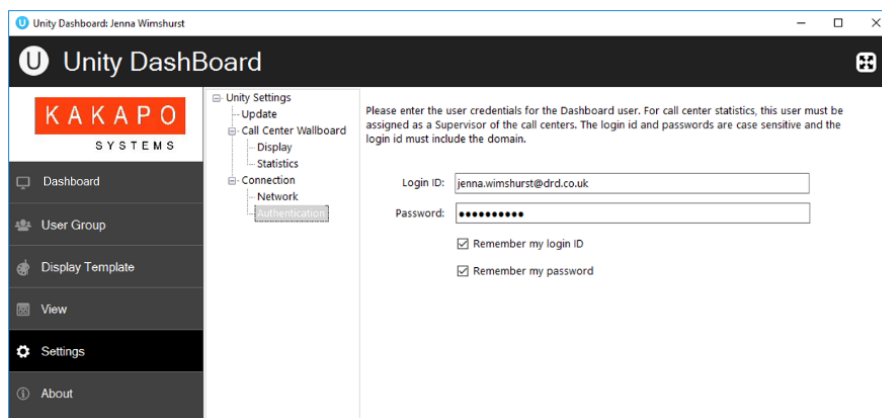 Unity Dashboard: Jenna Wimshurst
U Unity DashBoard
KAKAPO
SYSTEMS
Dashboard
User Group
Display Template
View
Settings
About
Unity Settings
Update
Call Center Wallboard
Display
Statistics
Connection
Network
Authentication
Please enter the user credentials for the Dashboard user. For call center statistics, this user must be
assigned as a Supervisor of the call centers. The login id and passwords are case sensitive and the
login id must include the domain.
Login ID: jenna.wimshurst@drd.co.uk
Password: ●●●●●●●●●●
Remember my login ID
Remember my password